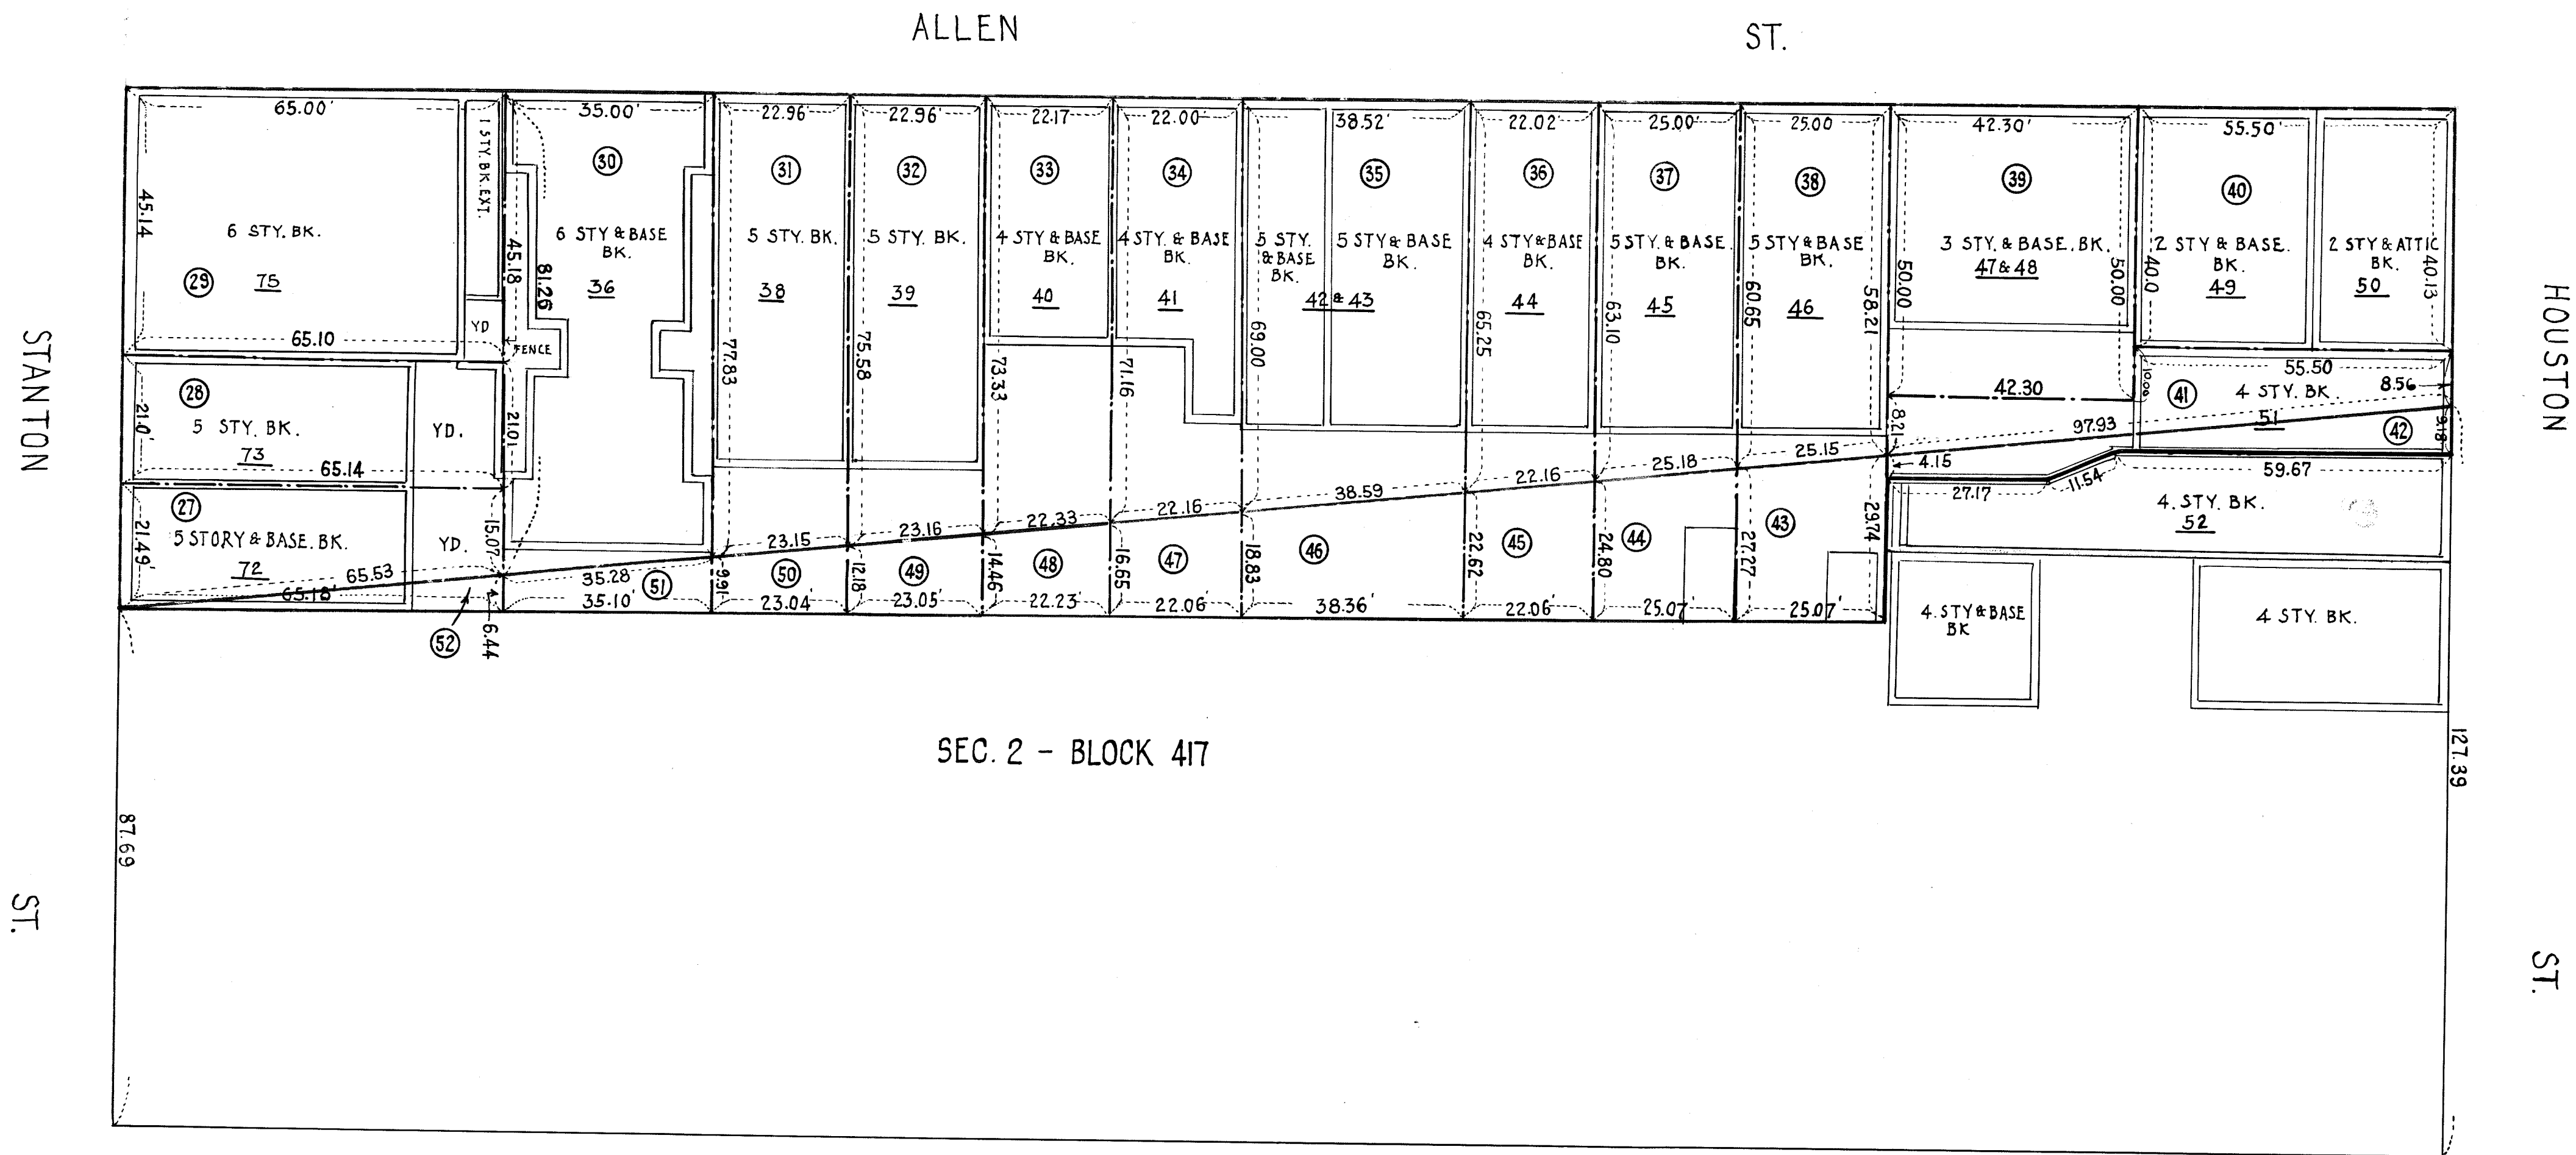 ALLEN ST.
STANTON ST.
HOUSTON ST.
65.00'
45.14
6 STY. BK.
29
75
65.10
1 STY. BK. EXT.
YD
45.18
FENCE
28
21.0'
5 STY. BK.
73
65.14
YD.
21.01
27
21.49'
5 STORY & BASE. BK.
72
YD.
15.07
65.53
65.18'
52
6.44
35.00'
30
81.26
6 STY & BASE
BK.
36
35.28
51
35.10'
22.96'
31
5 STY. BK.
38
77.83
23.15
9.91
50
23.04'
22.96'
32
5 STY. BK.
39
75.58
23.16
12.18
49
23.05'
22.17'
33
4 STY & BASE
BK.
40
73.33
22.33
14.46
48
22.23'
22.00'
34
4 STY. & BASE
BK.
41
71.16
22.16
16.65
47
22.06'
38.52'
35
5 STY.
& BASE
BK.
5 STY & BASE
BK.
42 & 43
69.00
38.59
18.83
46
38.36'
22.02'
36
4 STY & BASE
BK.
44
65.25
22.16
22.62
45
22.06'
25.00'
37
5 STY. & BASE.
BK.
45
63.10
25.18
24.80
44
25.07'
25.00
38
5 STY & BASE
BK.
46
60.65
58.21
25.15
27.27
43
29.74
25.07'
42.30'
39
3 STY. & BASE. BK.
47 & 48
50.00
50.00
42.30
8.21
4.15
97.93
55.50'
40
2 STY & BASE.
BK.
49
40.0
2 STY & ATTIC
BK.
50
40.13
55.50
10.00
41
4 STY. BK.
51
8.56
42
9.18
27.17
11.54
59.67
4. STY. BK.
52
4. STY & BASE
BK
4 STY. BK.
SEC. 2 - BLOCK 417
87.69
127.39